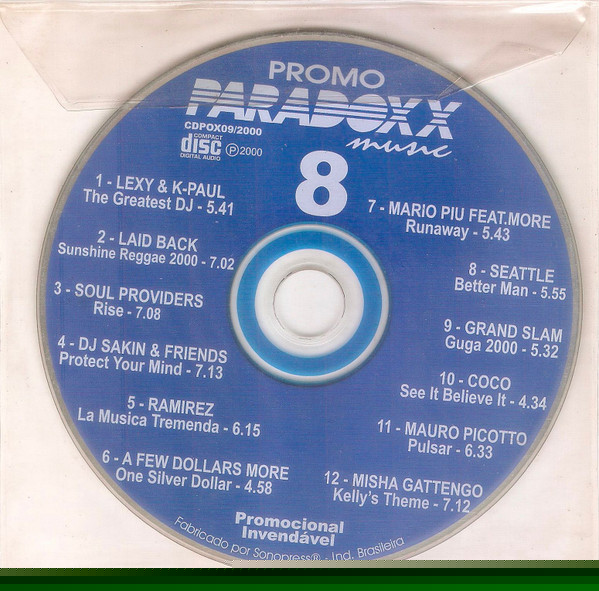 PROMO
PARADOXX
music
CDPOX09/2000
COMPACT
disc
DIGITAL AUDIO
Ⓟ2000
8
1 - LEXY & K-PAUL
The Greatest DJ - 5.41
2 - LAID BACK
Sunshine Reggae 2000 - 7.02
3 - SOUL PROVIDERS
Rise - 7.08
4 - DJ SAKIN & FRIENDS
Protect Your Mind - 7.13
5 - RAMIREZ
La Musica Tremenda - 6.15
6 - A FEW DOLLARS MORE
One Silver Dollar - 4.58
7 - MARIO PIU FEAT.MORE
Runaway - 5.43
8 - SEATTLE
Better Man - 5.55
9 - GRAND SLAM
Guga 2000 - 5.32
10 - COCO
See It Believe It - 4.34
11 - MAURO PICOTTO
Pulsar - 6.33
12 - MISHA GATTENGO
Kelly's Theme - 7.12
Promocional
Invendável
Fabricado por Sonopress® - Ind. Brasileira